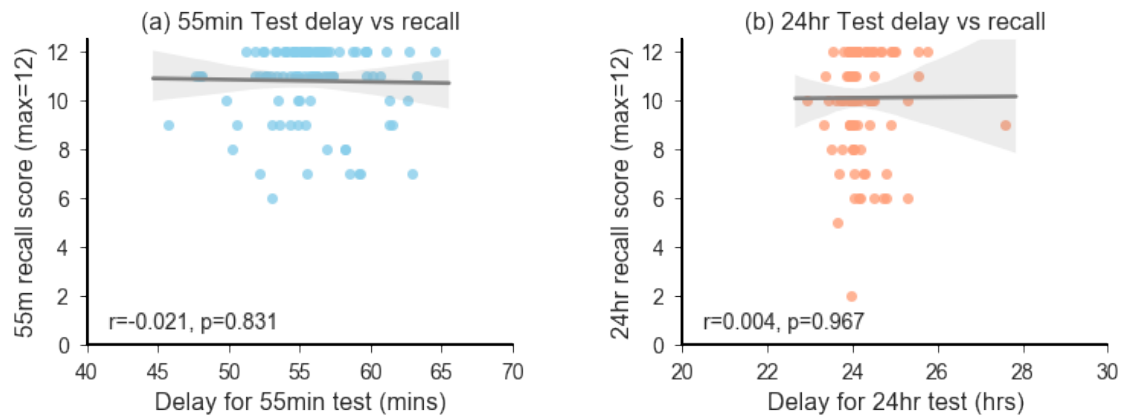 (a) 55min Test delay vs recall
55m recall score (max=12)
12
10
8
6
4
2
0
r=-0.021, p=0.831
40 45 50 55 60 65 70
Delay for 55min test (mins)
(b) 24hr Test delay vs recall
24hr recall score (max=12)
12
10
8
6
4
2
0
r=0.004, p=0.967
20 22 24 26 28 30
Delay for 24hr test (hrs)